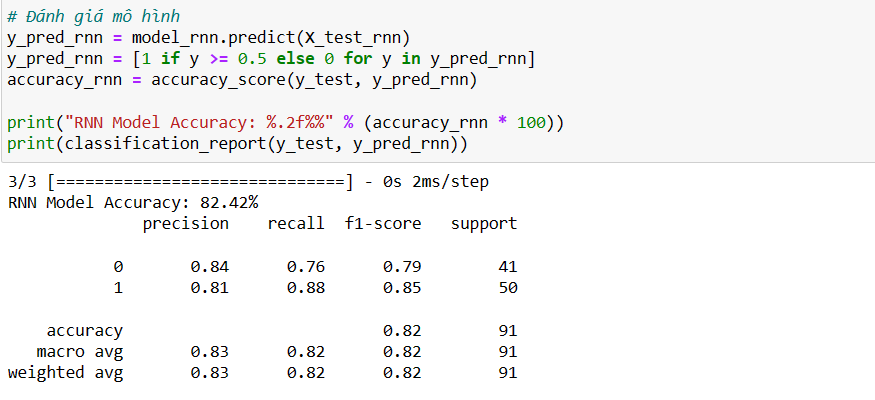 # Đánh giá mô hình
y_pred_rnn = model_rnn.predict(X_test_rnn)
y_pred_rnn = [1 if y >= 0.5 else 0 for y in y_pred_rnn]
accuracy_rnn = accuracy_score(y_test, y_pred_rnn)
print("RNN Model Accuracy: %.2f%%" % (accuracy_rnn * 100))
print(classification_report(y_test, y_pred_rnn))
3/3 [==============================] - 0s 2ms/step
RNN Model Accuracy: 82.42%
precision recall f1-score support
0 0.84 0.76 0.79 41
1 0.81 0.88 0.85 50
accuracy 0.82 91
macro avg 0.83 0.82 0.82 91
weighted avg 0.83 0.82 0.82 91